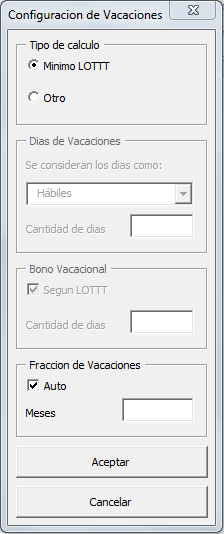 Configuracion de Vacaciones
Tipo de calculo
Minimo LOTTT
Otro
Dias de Vacaciones
Se consideran los dias como:
Hábiles
Cantidad de dias
Bono Vacacional
Segun LOTTT
Cantidad de dias
Fraccion de Vacaciones
Auto
Meses
Aceptar
Cancelar